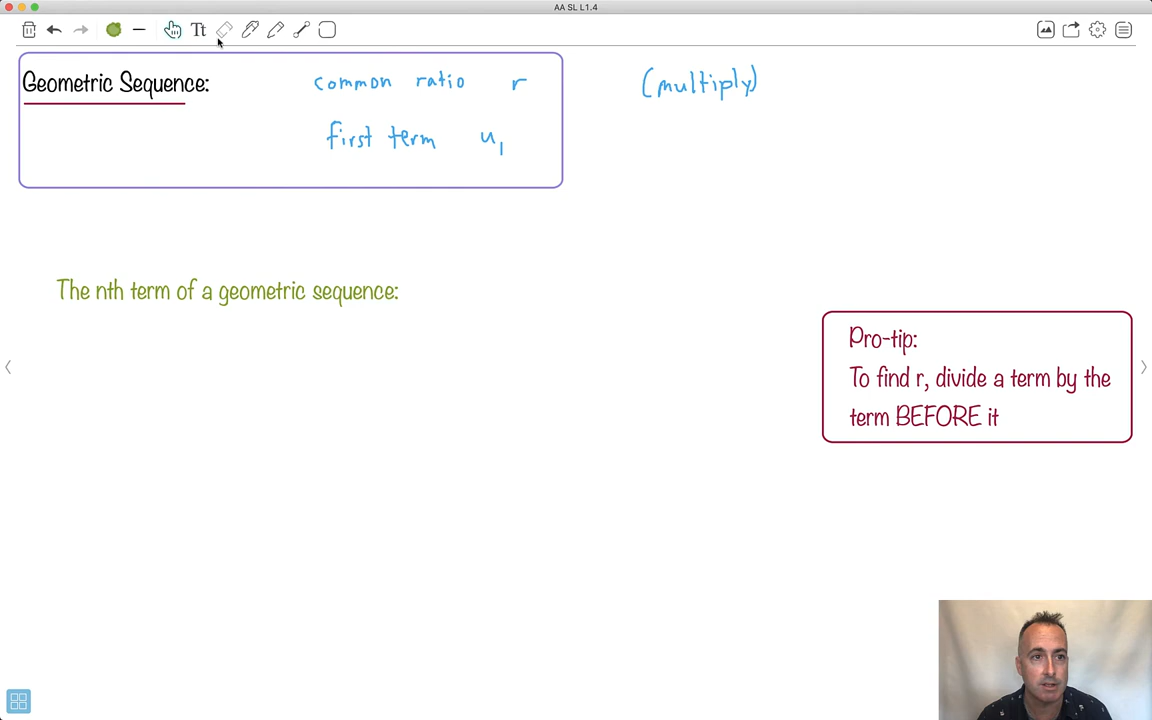 AA SL L1.4
Tt
Geometric Sequence: common ratio r (multiply)
first term u₁
The nth term of a geometric sequence:
Pro-tip:
To find r, divide a term by the
term BEFORE it